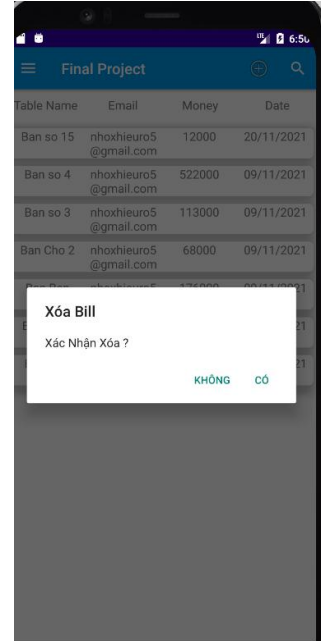 6:50
Final Project
Table Name Email Money Date
Ban so 15 nhoxhieuro5 12000 20/11/2021
@gmail.com
Ban so 4 nhoxhieuro5 522000 09/11/2021
@gmail.com
Ban so 3 nhoxhieuro5 113000 09/11/2021
@gmail.com
Ban Cho 2 nhoxhieuro5 68000 09/11/2021
@gmail.com
Xóa Bill
Xác Nhận Xóa ?
KHÔNG CÓ